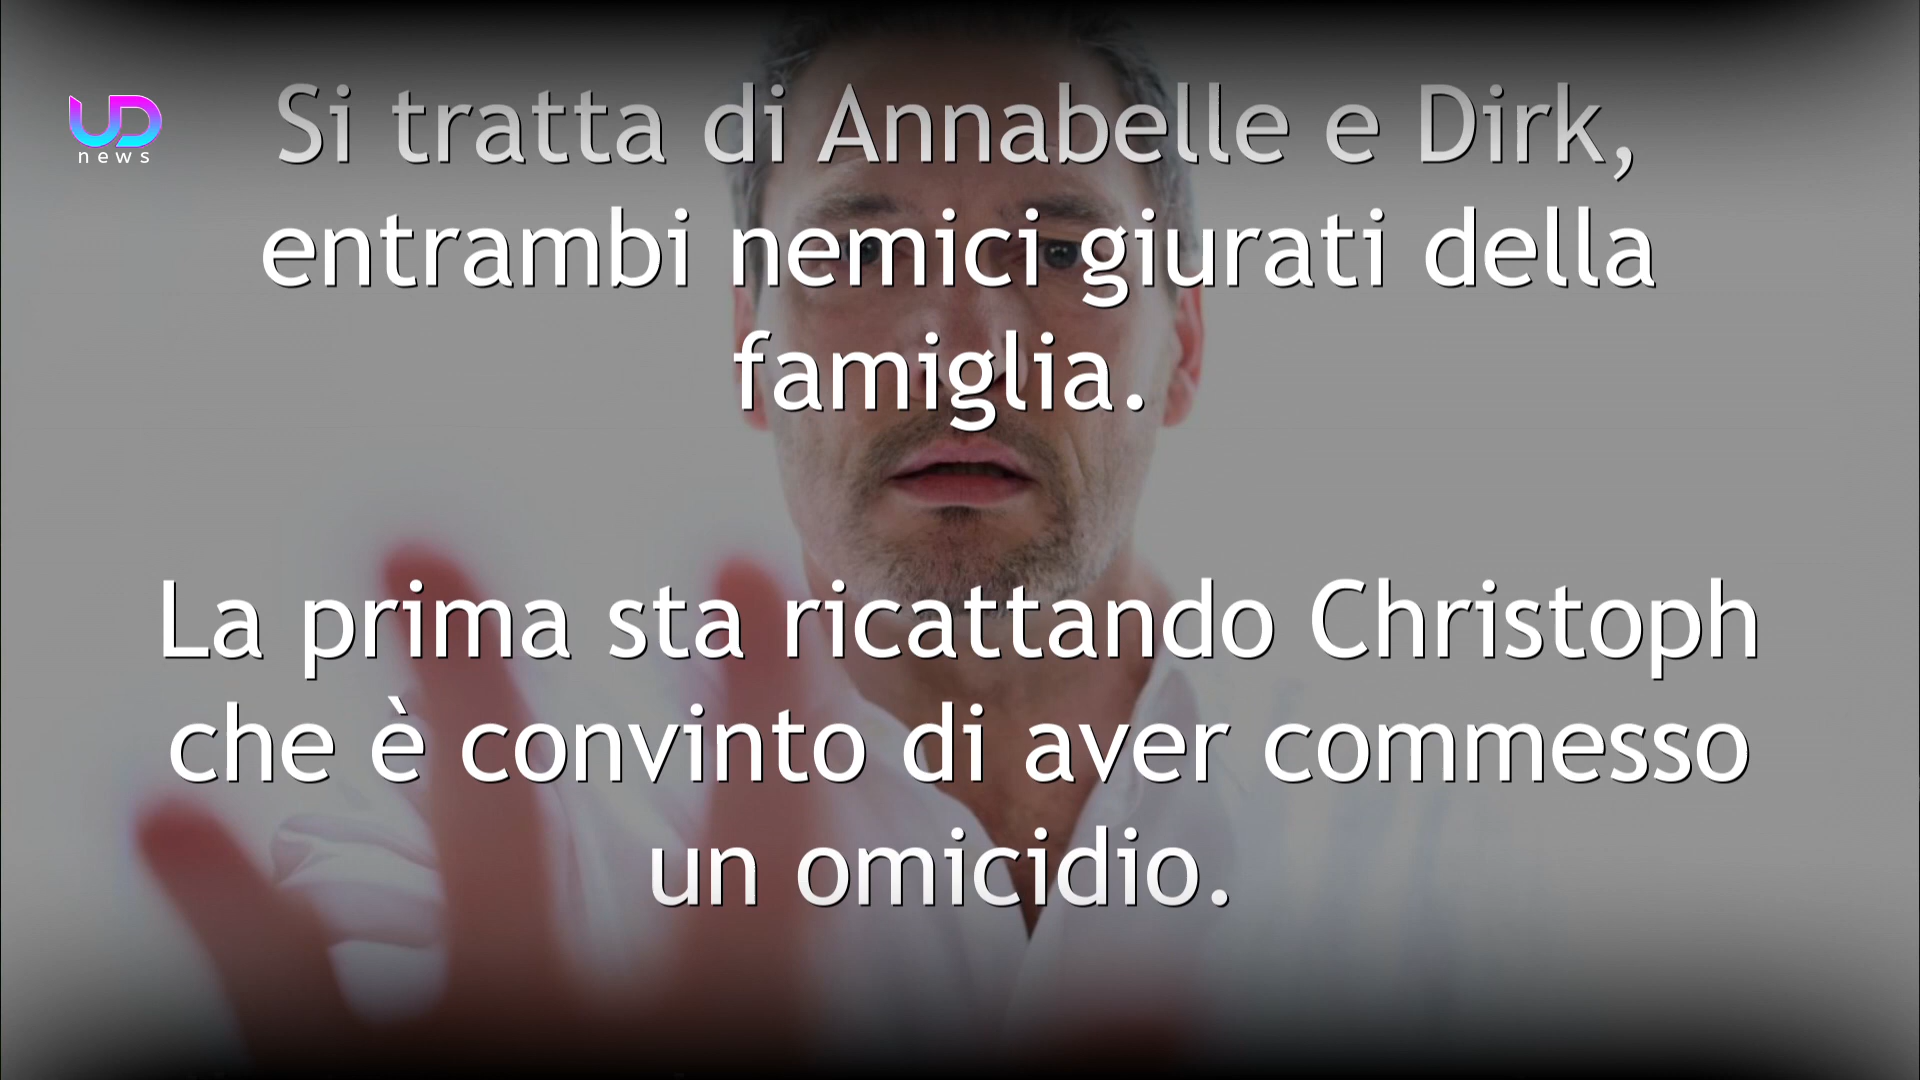 UD
news
Si tratta di Annabelle e Dirk,
entrambi nemici giurati della
famiglia.
La prima sta ricattando Christoph
che è convinto di aver commesso
un omicidio.